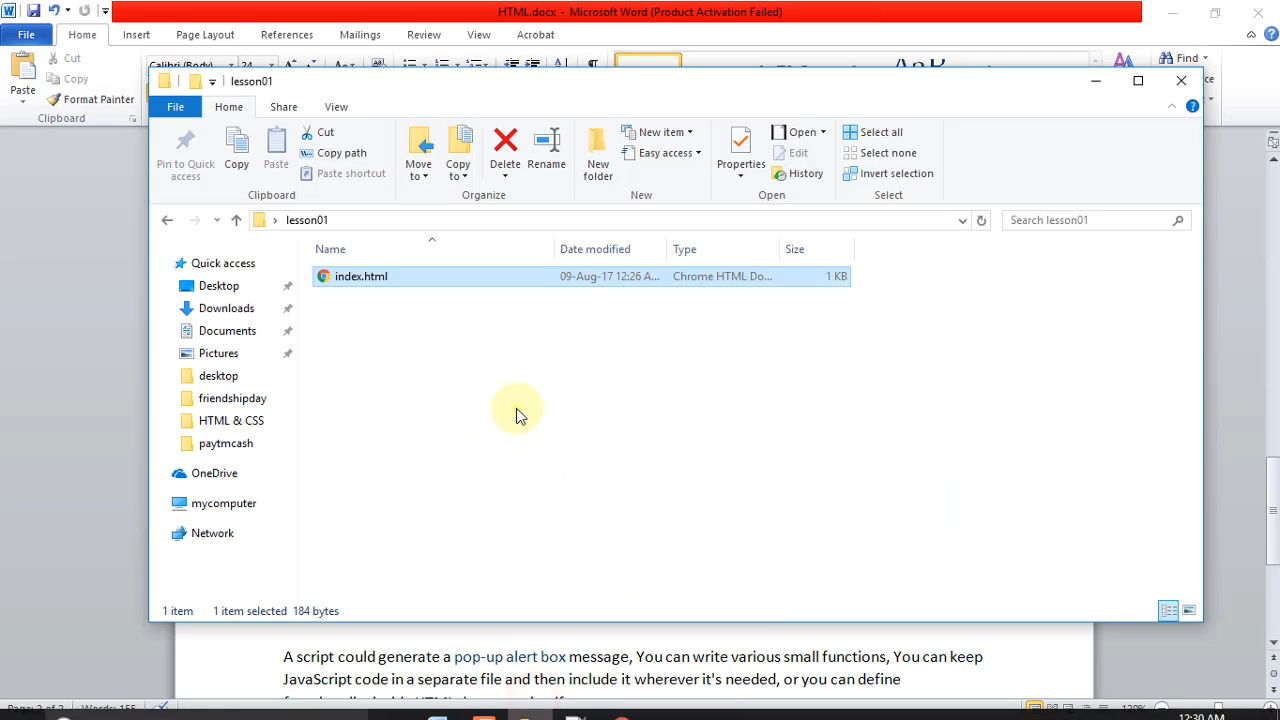 HTML.docx - Microsoft Word (Product Activation Failed)
File Home Insert Page Layout References Mailings Review View Acrobat
Cut
Copy
Paste
Format Painter
Clipboard
Calibri (Body) 24
Find
lesson01
File Home Share View
Pin to Quick access
Copy
Paste
Cut
Copy path
Paste shortcut
Clipboard
Move to
Copy to
Delete
Rename
Organize
New folder
New item
Easy access
New
Properties
Open
Edit
History
Open
Select all
Select none
Invert selection
Select
lesson01
Search lesson01
Name Date modified Type Size
index.html 09-Aug-17 12:26 A... Chrome HTML Do... 1 KB
Quick access
Desktop
Downloads
Documents
Pictures
desktop
friendshipday
HTML & CSS
paytmcash
OneDrive
mycomputer
Network
1 item 1 item selected 184 bytes
A script could generate a pop-up alert box message, You can write various small functions, You can keep
JavaScript code in a separate file and then include it wherever it's needed, or you can define
Words: 155
120%
12:30 AM